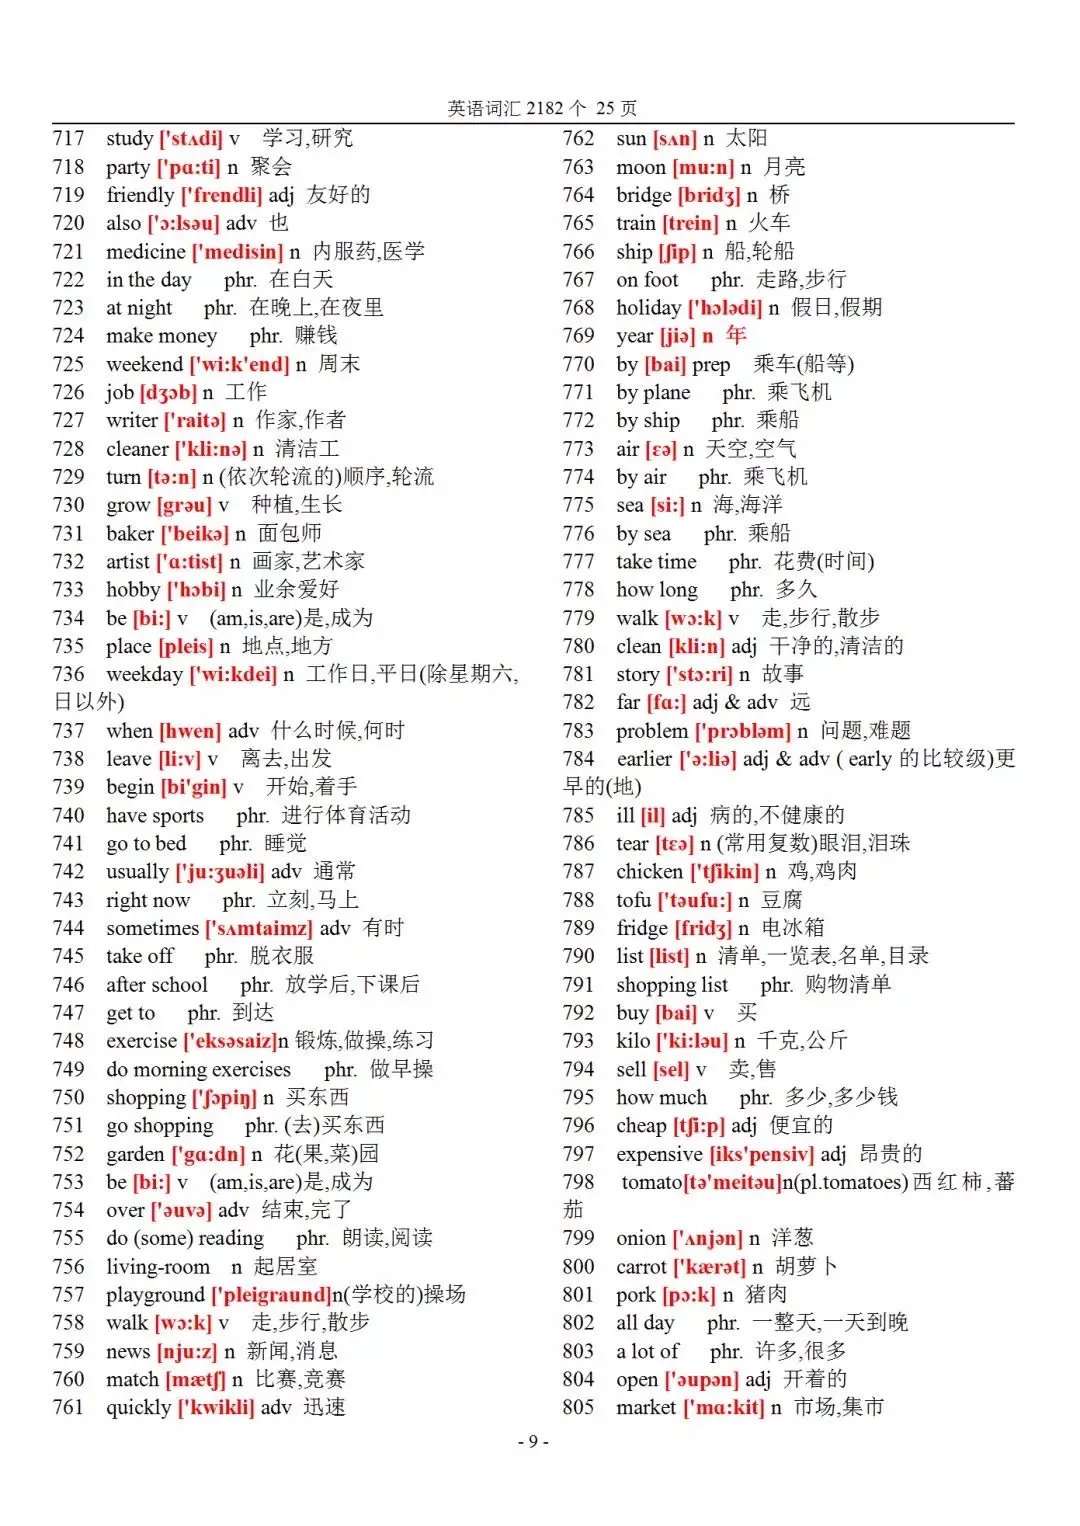 英语词汇 2182 个 25 页
717 study ['stʌdi] v 学习,研究
718 party ['pɑ:ti] n 聚会
719 friendly ['frendli] adj 友好的
720 also ['ɔ:lsəu] adv 也
721 medicine ['medisin] n 内服药,医学
722 in the day phr. 在白天
723 at night phr. 在晚上,在夜里
724 make money phr. 赚钱
725 weekend ['wi:k'end] n 周末
726 job [dʒɔb] n 工作
727 writer ['raitə] n 作家,作者
728 cleaner ['kli:nə] n 清洁工
729 turn [tə:n] n (依次轮流的)顺序,轮流
730 grow [grəu] v 种植,生长
731 baker ['beikə] n 面包师
732 artist ['ɑ:tist] n 画家,艺术家
733 hobby ['hɔbi] n 业余爱好
734 be [bi:] v (am,is,are)是,成为
735 place [pleis] n 地点,地方
736 weekday ['wi:kdei] n 工作日,平日(除星期六,
日以外)
737 when [hwen] adv 什么时候,何时
738 leave [li:v] v 离去,出发
739 begin [bi'gin] v 开始,着手
740 have sports phr. 进行体育活动
741 go to bed phr. 睡觉
742 usually ['ju:ʒuəli] adv 通常
743 right now phr. 立刻,马上
744 sometimes ['sʌmtaimz] adv 有时
745 take off phr. 脱衣服
746 after school phr. 放学后,下课后
747 get to phr. 到达
748 exercise ['eksəsaiz]n 锻炼,做操,练习
749 do morning exercises phr. 做早操
750 shopping ['ʃɔpiŋ] n 买东西
751 go shopping phr. (去)买东西
752 garden ['gɑ:dn] n 花(果,菜)园
753 be [bi:] v (am,is,are)是,成为
754 over ['əuvə] adv 结束,完了
755 do (some) reading phr. 朗读,阅读
756 living-room n 起居室
757 playground ['pleigraund]n(学校的)操场
758 walk [wɔ:k] v 走,步行,散步
759 news [nju:z] n 新闻,消息
760 match [mætʃ] n 比赛,竞赛
761 quickly ['kwikli] adv 迅速
762 sun [sʌn] n 太阳
763 moon [mu:n] n 月亮
764 bridge [bridʒ] n 桥
765 train [trein] n 火车
766 ship [ʃip] n 船,轮船
767 on foot phr. 走路,步行
768 holiday ['hɔlədi] n 假日,假期
769 year [jiə] n 年
770 by [bai] prep 乘车(船等)
771 by plane phr. 乘飞机
772 by ship phr. 乘船
773 air [ɛə] n 天空,空气
774 by air phr. 乘飞机
775 sea [si:] n 海,海洋
776 by sea phr. 乘船
777 take time phr. 花费(时间)
778 how long phr. 多久
779 walk [wɔ:k] v 走,步行,散步
780 clean [kli:n] adj 干净的,清洁的
781 story ['stɔ:ri] n 故事
782 far [fɑ:] adj & adv 远
783 problem ['prɔbləm] n 问题,难题
784 earlier ['ə:liə] adj & adv ( early 的比较级)更
早的(地)
785 ill [il] adj 病的,不健康的
786 tear [tɛə] n (常用复数)眼泪,泪珠
787 chicken ['tʃikin] n 鸡,鸡肉
788 tofu ['təufu:] n 豆腐
789 fridge [fridʒ] n 电冰箱
790 list [list] n 清单,一览表,名单,目录
791 shopping list phr. 购物清单
792 buy [bai] v 买
793 kilo ['ki:ləu] n 千克,公斤
794 sell [sel] v 卖,售
795 how much phr. 多少,多少钱
796 cheap [tʃi:p] adj 便宜的
797 expensive [iks'pensiv] adj 昂贵的
798 tomato[tə'meitəu]n(pl.tomatoes)西红柿,蕃
茄
799 onion ['ʌnjən] n 洋葱
800 carrot ['kærət] n 胡萝卜
801 pork [pɔ:k] n 猪肉
802 all day phr. 一整天,一天到晚
803 a lot of phr. 许多,很多
804 open ['əupən] adj 开着的
805 market ['mɑ:kit] n 市场,集市
- 9 -